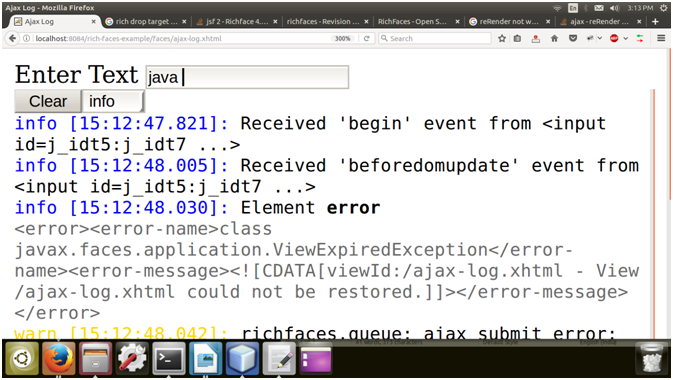 Ajax Log - Mozilla Firefox
En
3:13 PM
Ajax Log
rich drop target ...
jsf 2 - Richface 4....
richfaces - Revision ...
RichFaces - Open S...
reRender not w...
ajax - reRender ...
localhost:8084/rich-faces-example/faces/ajax-log.xhtml
300%
Search
ABP
Enter Text java
Clear info
info [15:12:47.821]: Received 'begin' event from <input
id=j_idt5:j_idt7 ...>
info [15:12:48.005]: Received 'beforedomupdate' event from
<input id=j_idt5:j_idt7 ...>
info [15:12:48.030]: Element error
<error><error-name>class
javax.faces.application.ViewExpiredException</error-
name><error-message><![CDATA[viewId:/ajax-log.xhtml - View
/ajax-log.xhtml could not be restored.]]></error-message>
</error>
warn [15:12:48.042]: richfaces.queue: ajax submit error: